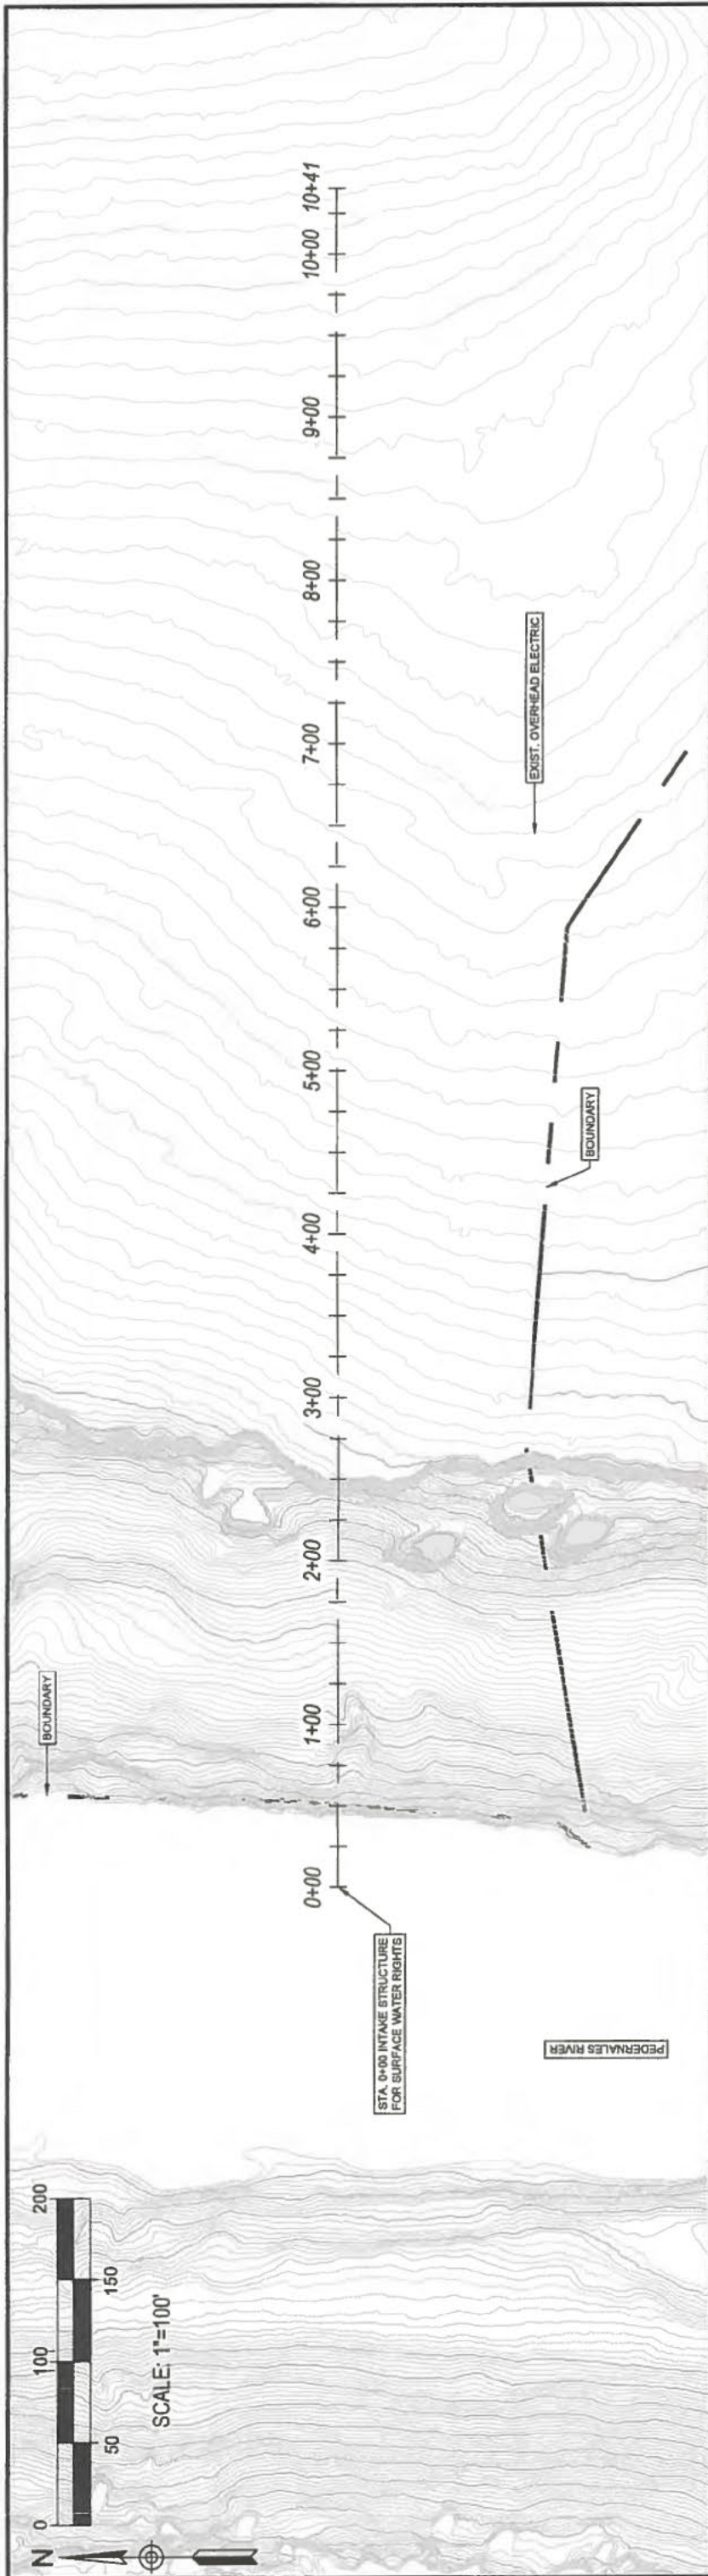 N
0
50
100
150
200
SCALE: 1"=100'
BOUNDARY
STA. 0+00 INTAKE STRUCTURE
FOR SURFACE WATER RIGHTS
PEDERNALES RIVER
0+00
1+00
2+00
3+00
4+00
5+00
6+00
7+00
8+00
9+00
10+00
10+41
BOUNDARY
EXIST. OVERHEAD ELECTRIC